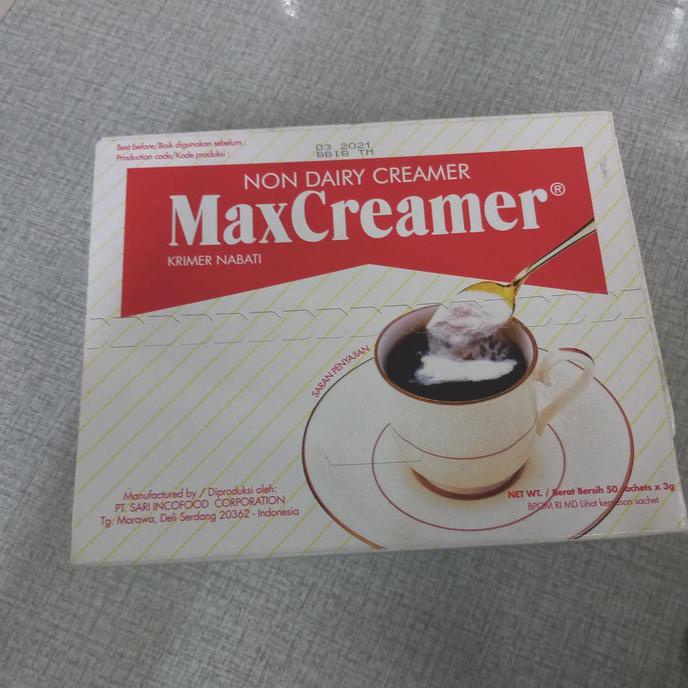 Best before/Baik digunakan sebelum :
Production code/Kode produksi :
03 2021
BBIB TM
NON DAIRY CREAMER
MaxCreamer®
KRIMER NABATI
SARAN PENYAJIAN
Manufactured by / Diproduksi oleh:
PT. SARI INCOFOOD CORPORATION
Tg. Morawa, Deli Serdang 20362 - Indonesia
NET WT. / Berat Bersih 50 sachets x 3g
BPOM RI MD Lihat kemasan sachet